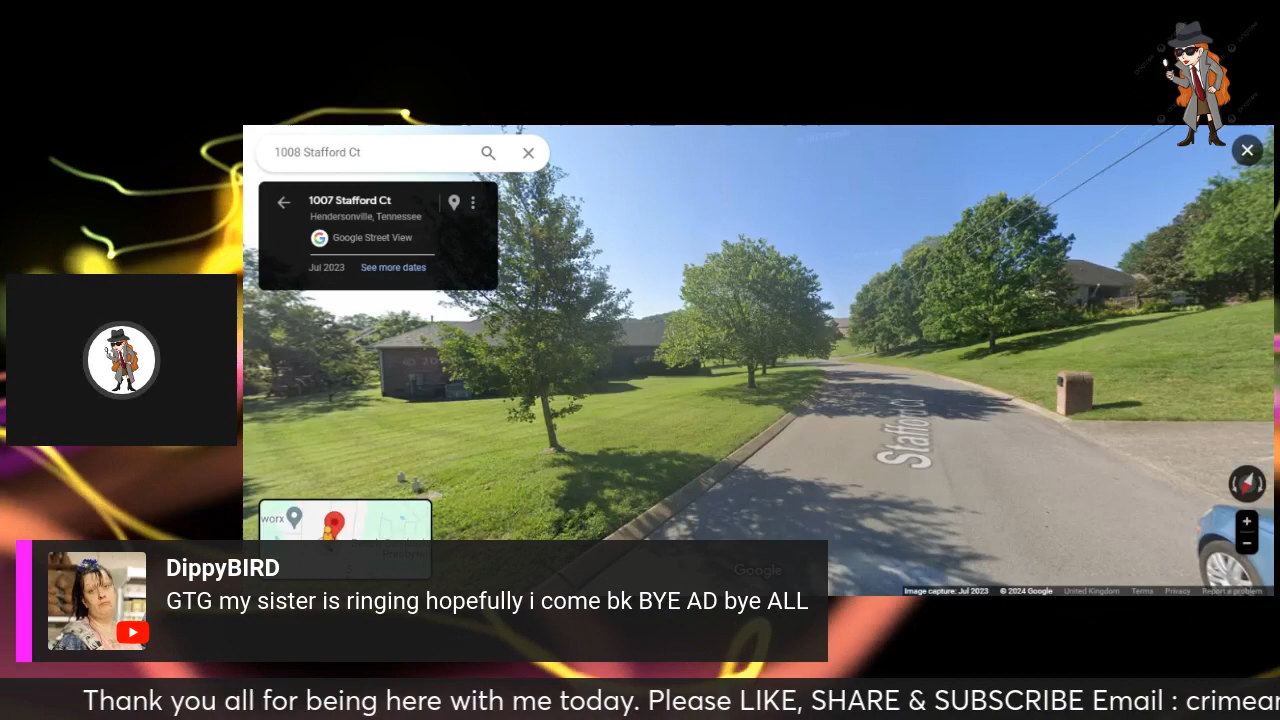 1008 Stafford Ct
1007 Stafford Ct
Hendersonville, Tennessee
Google Street View
Jul 2023 See more dates
Stafford Ct
worx
Google
Image capture: Jul 2023 © 2024 Google United Kingdom Terms Privacy Report a problem
DippyBIRD
GTG my sister is ringing hopefully i come bk BYE AD bye ALL
Thank you all for being here with me today. Please LIKE, SHARE & SUBSCRIBE Email : crimear